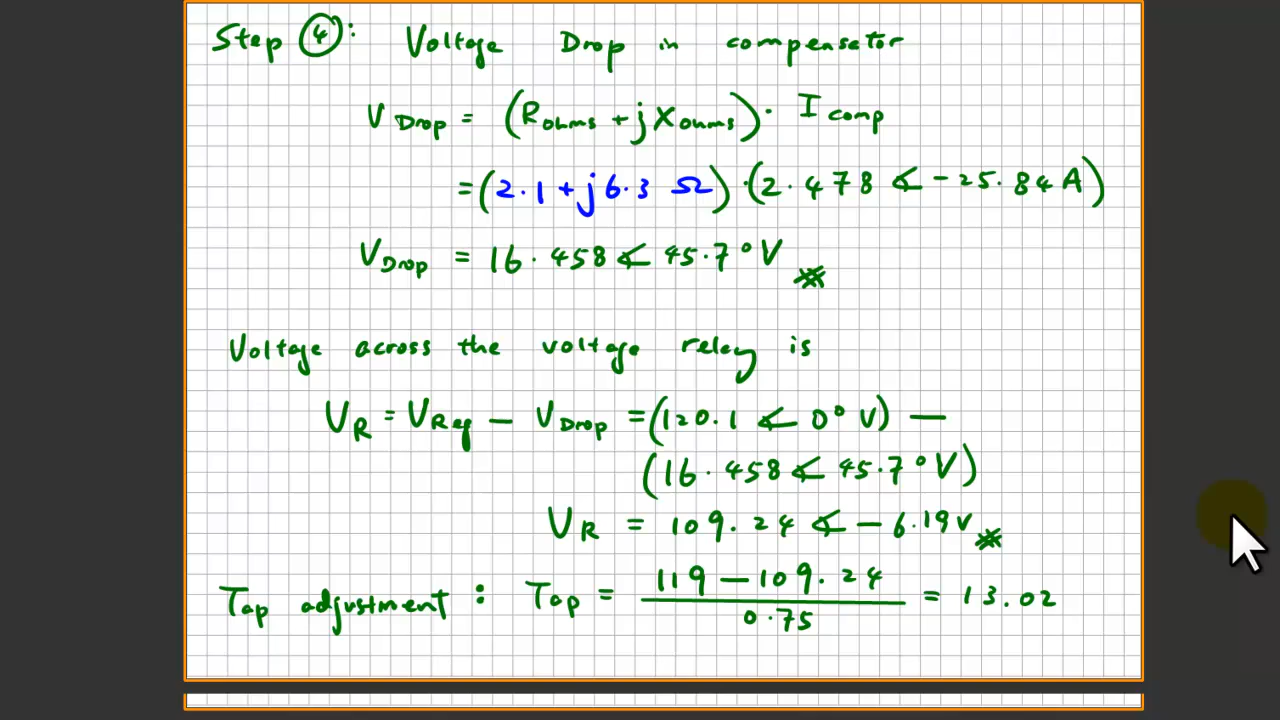 Step ④: Voltage Drop in compensator
V Drop = (R ohms + j X ohms) · I comp
= (2.1 + j6.3 Ω) · (2.478 ∠ -25.84 A)
V Drop = 16.458 ∠ 45.7° V
Voltage across the voltage relay is
V R = V Reg - V Drop = (120.1 ∠ 0° V) -
(16.458 ∠ 45.7° V)
V R = 109.24 ∠ - 6.19 V
Tap adjustment : Tap = (119 - 109.24) / 0.75 = 13.02